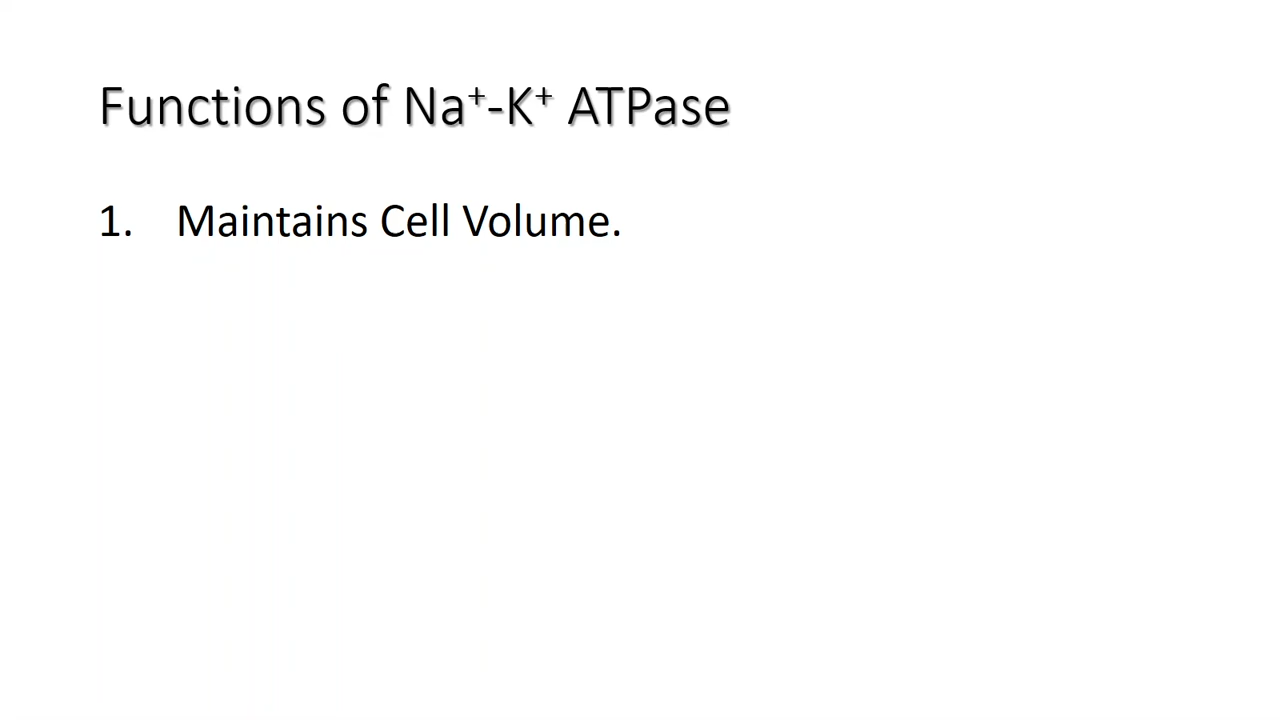 Functions of Na⁺-K⁺ ATPase
1. Maintains Cell Volume.